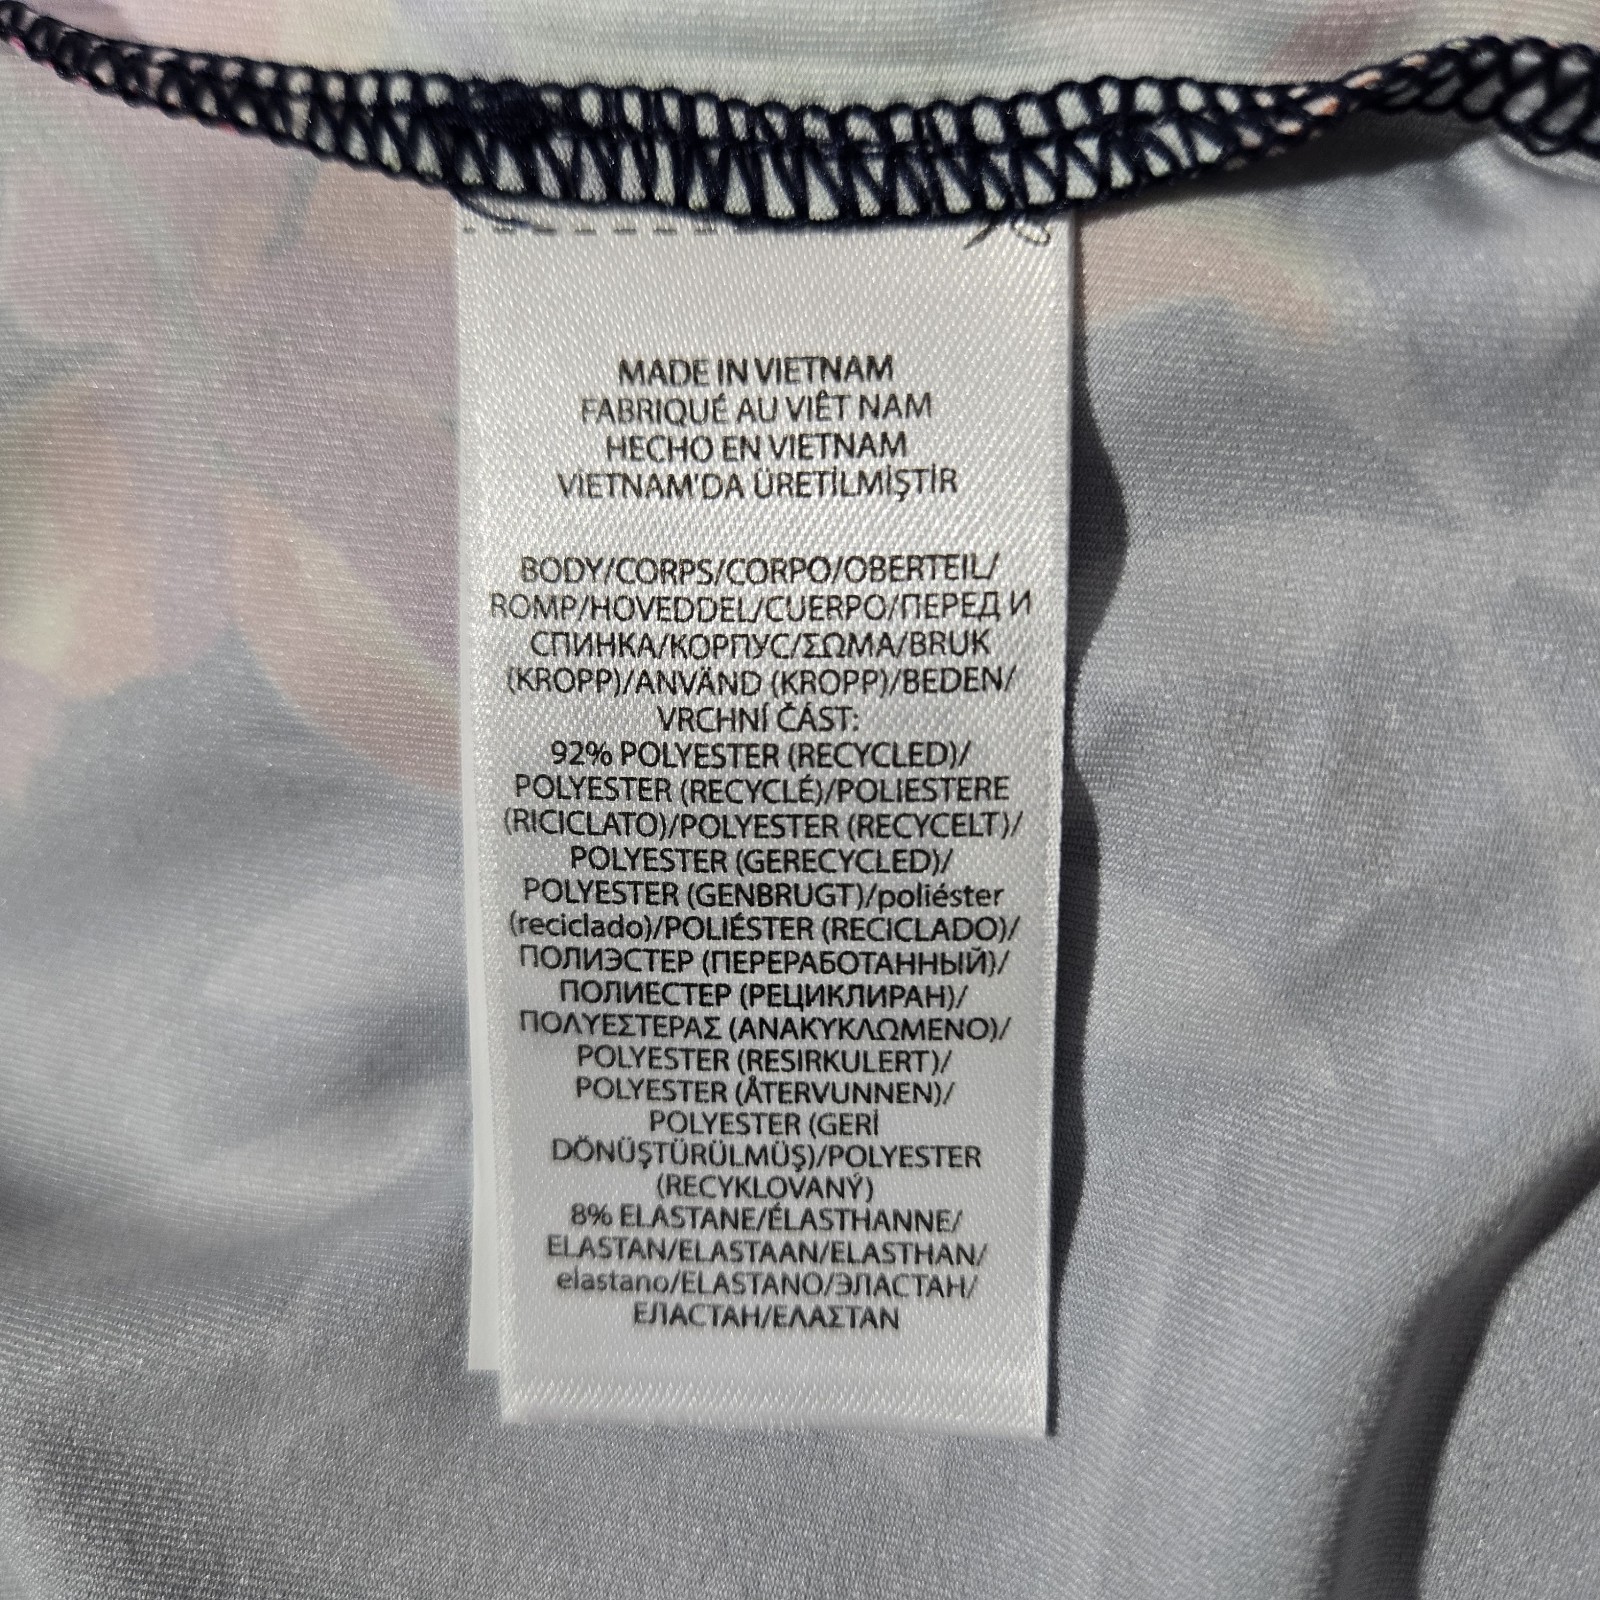 MADE IN VIETNAM
FABRIQUÉ AU VIÊT NAM
HECHO EN VIETNAM
VİETNAM'DA ÜRETİLMİŞTİR
BODY/CORPS/CORPO/OBERTEIL/
ROMP/HOVEDDEL/CUERPO/ПЕРЕД И
СПИНКА/КОРПУС/ΣΩΜΑ/BRUK
(KROPP)/ANVÄND (KROPP)/BEDEN/
VRCHNÍ ČÁST:
92% POLYESTER (RECYCLED)/
POLYESTER (RECYCLÉ)/POLIESTERE
(RICICLATO)/POLYESTER (RECYCELT)/
POLYESTER (GERECYCLED)/
POLYESTER (GENBRUGT)/poliéster
(reciclado)/POLIÉSTER (RECICLADO)/
ПОЛИЭСТЕР (ПЕРЕРАБОТАННЫЙ)/
ПОЛИЕСТЕР (РЕЦИКЛИРАН)/
ΠΟΛΥΕΣΤΕΡΑΣ (ΑΝΑΚΥΚΛΩΜΕΝΟ)/
POLYESTER (RESIRKULERT)/
POLYESTER (ÅTERVUNNEN)/
POLYESTER (GERİ
DÖNÜŞTÜRÜLMÜŞ)/POLYESTER
(RECYKLOVANÝ)
8% ELASTANE/ÉLASTHANNE/
ELASTAN/ELASTAAN/ELASTHAN/
elastano/ELASTANO/ЭЛАСТАН/
ЕЛАСТАН/ΕΛΑΣΤΑΝ